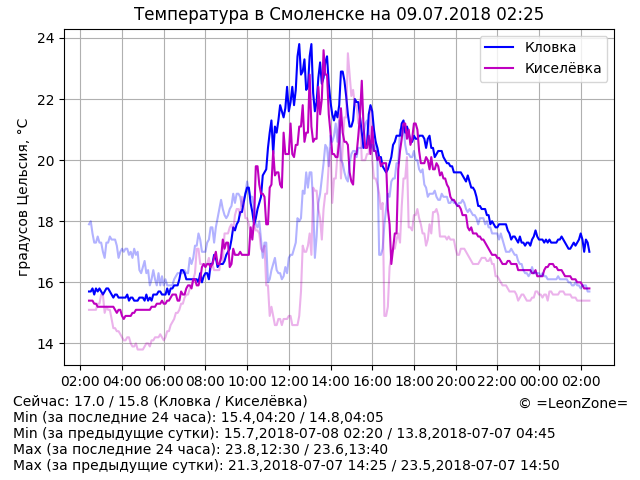 Температура в Смоленске на 09.07.2018 02:25
Кловка
Киселёвка
градусов Цельсия, °C
24
22
20
18
16
14
02:00 04:00 06:00 08:00 10:00 12:00 14:00 16:00 18:00 20:00 22:00 00:00 02:00
Сейчас: 17.0 / 15.8 (Кловка / Киселёвка)
© =LeonZone=
Min (за последние 24 часа): 15.4,04:20 / 14.8,04:05
Min (за предыдущие сутки): 15.7,2018-07-08 02:20 / 13.8,2018-07-07 04:45
Max (за последние 24 часа): 23.8,12:30 / 23.6,13:40
Max (за предыдущие сутки): 21.3,2018-07-07 14:25 / 23.5,2018-07-07 14:50